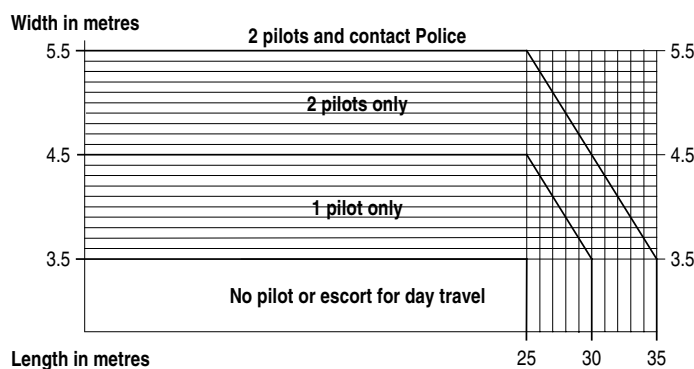 Width in metres
2 pilots and contact Police
5.5 5.5
2 pilots only
4.5 4.5
1 pilot only
3.5 3.5
No pilot or escort for day travel
Length in metres 25 30 35